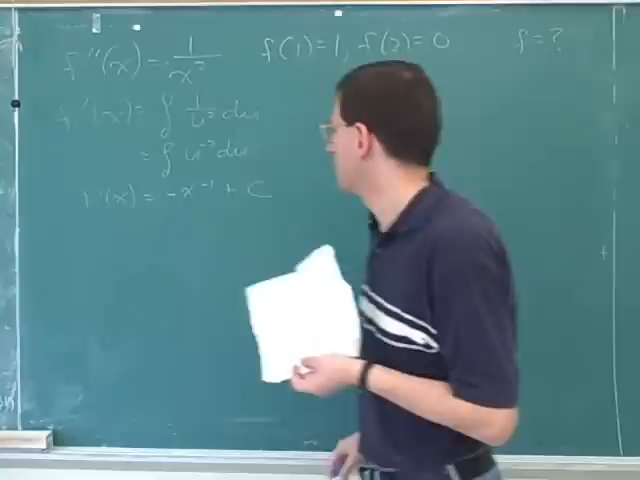 f''(x) = 1/x² f(1)=1, f(2)=0 f=?
f'(x) = ∫ 1/u² du
= ∫ u⁻² du
f'(x) = -x⁻¹ + C